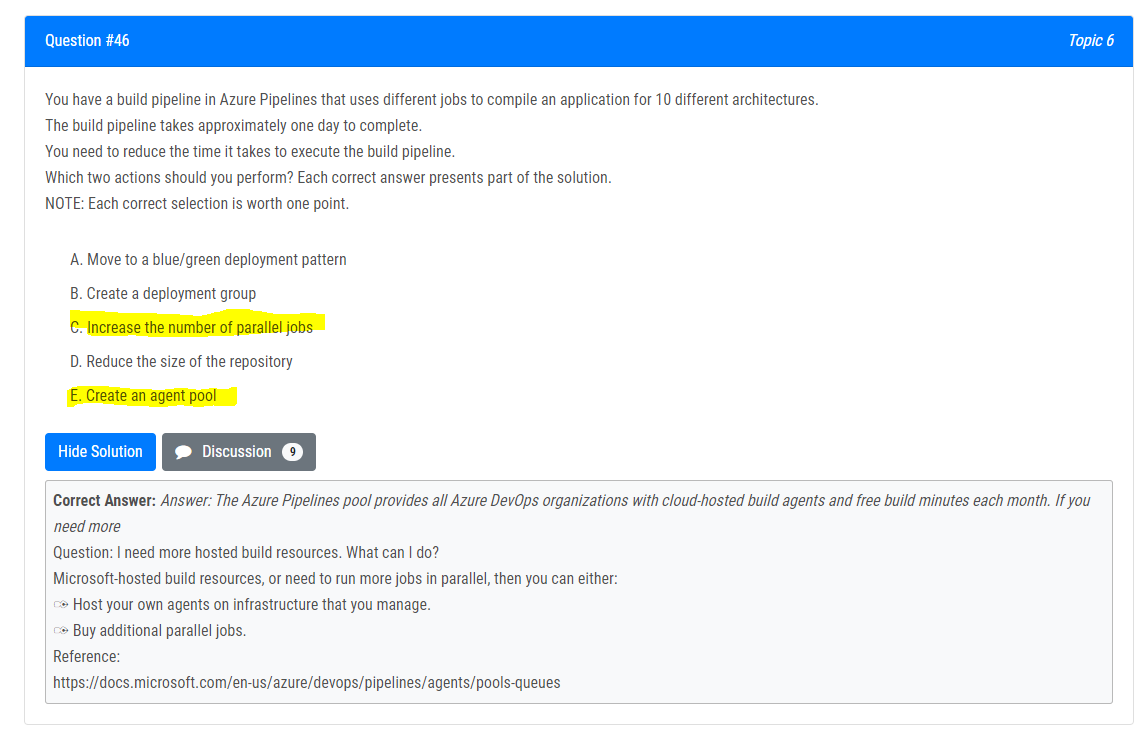 Question #46
Topic 6
You have a build pipeline in Azure Pipelines that uses different jobs to compile an application for 10 different architectures.
The build pipeline takes approximately one day to complete.
You need to reduce the time it takes to execute the build pipeline.
Which two actions should you perform? Each correct answer presents part of the solution.
NOTE: Each correct selection is worth one point.
A. Move to a blue/green deployment pattern
B. Create a deployment group
C. Increase the number of parallel jobs
D. Reduce the size of the repository
E. Create an agent pool
Hide Solution
Discussion 9
Correct Answer: Answer: The Azure Pipelines pool provides all Azure DevOps organizations with cloud-hosted build agents and free build minutes each month. If you
need more
Question: I need more hosted build resources. What can I do?
Microsoft-hosted build resources, or need to run more jobs in parallel, then you can either:
Host your own agents on infrastructure that you manage.
Buy additional parallel jobs.
Reference:
https://docs.microsoft.com/en-us/azure/devops/pipelines/agents/pools-queues